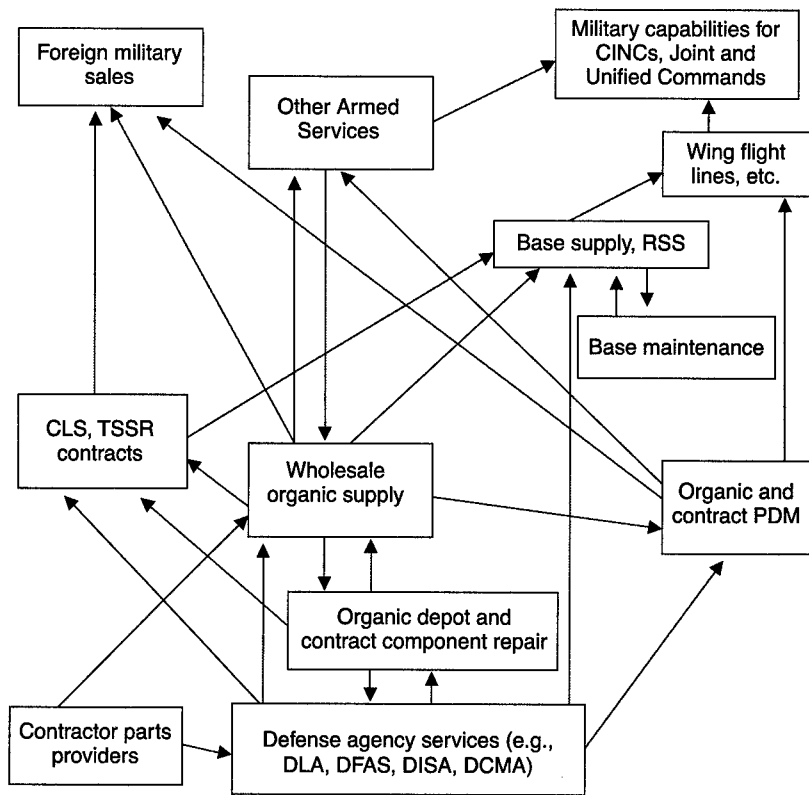 Foreign military
sales
Military capabilities for
CINCs, Joint and
Unified Commands
Other Armed
Services
Wing flight
lines, etc.
Base supply, RSS
Base maintenance
CLS, TSSR
contracts
Wholesale
organic supply
Organic and
contract PDM
Organic depot and
contract component repair
Contractor parts
providers
Defense agency services (e.g.,
DLA, DFAS, DISA, DCMA)